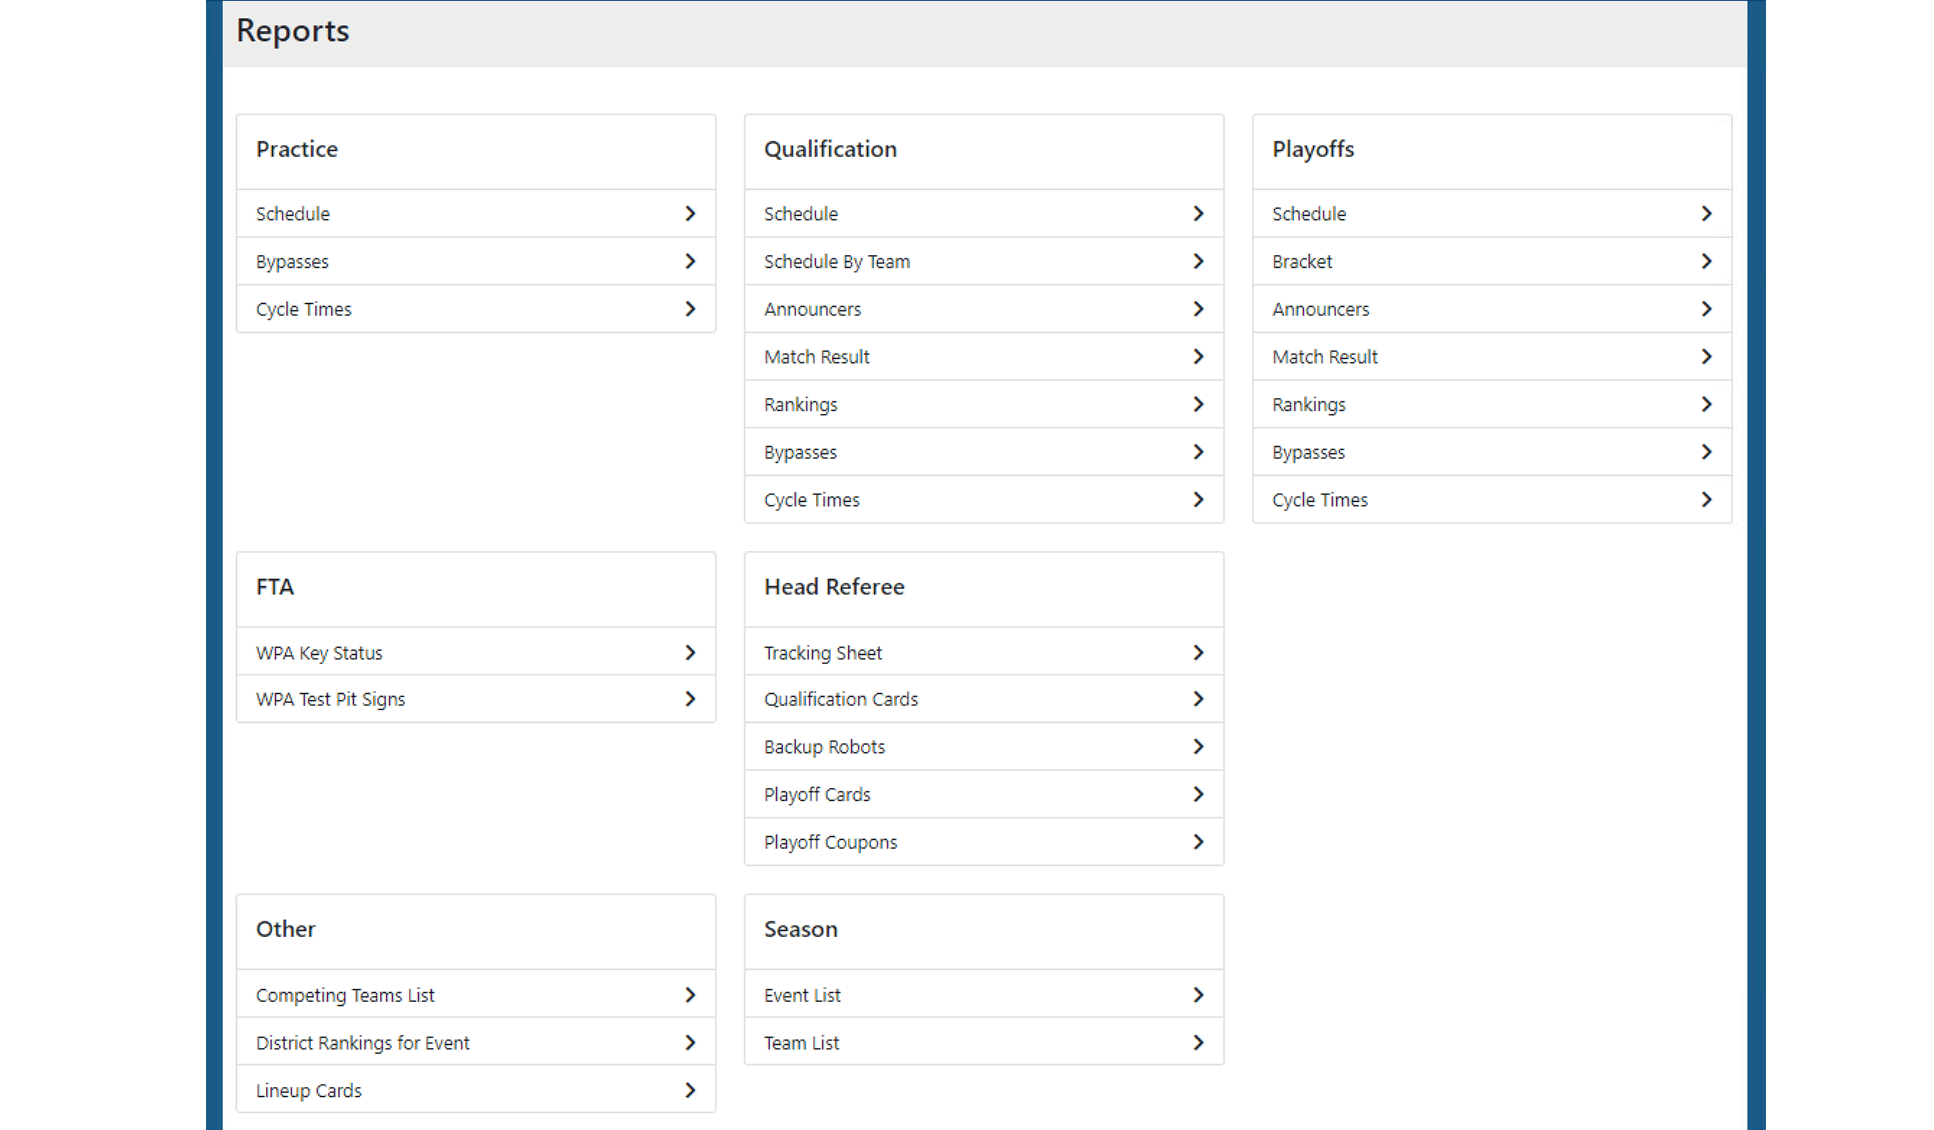 Reports
Practice
Schedule
Bypasses
Cycle Times
Qualification
Schedule
Schedule By Team
Announcers
Match Result
Rankings
Bypasses
Cycle Times
Playoffs
Schedule
Bracket
Announcers
Match Result
Rankings
Bypasses
Cycle Times
FTA
WPA Key Status
WPA Test Pit Signs
Head Referee
Tracking Sheet
Qualification Cards
Backup Robots
Playoff Cards
Playoff Coupons
Other
Competing Teams List
District Rankings for Event
Lineup Cards
Season
Event List
Team List